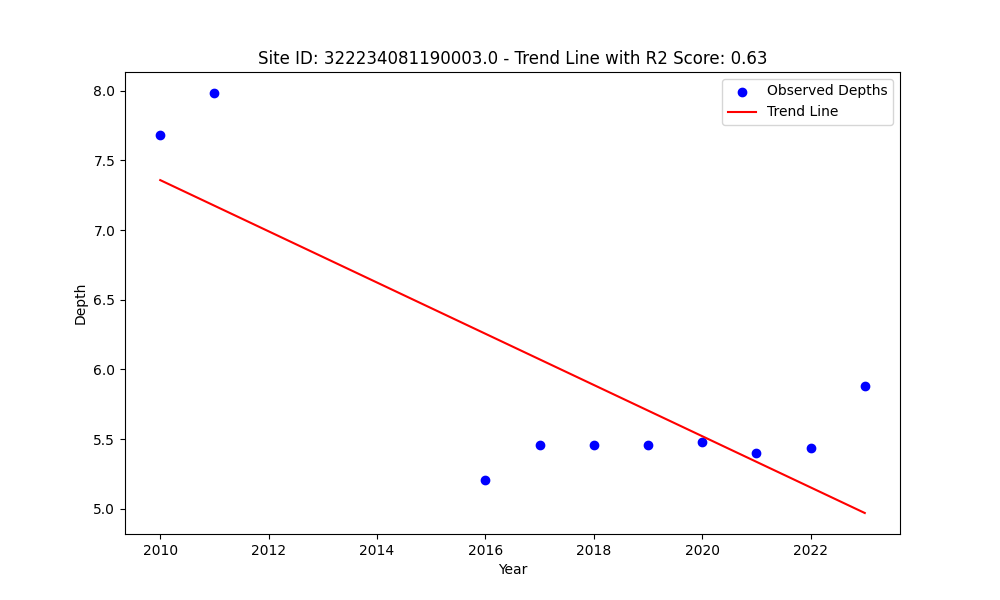 Site ID: 322234081190003.0 - Trend Line with R2 Score: 0.63
Observed Depths
Trend Line
8.0
7.5
7.0
6.5
6.0
5.5
5.0
Depth
2010 2012 2014 2016 2018 2020 2022
Year